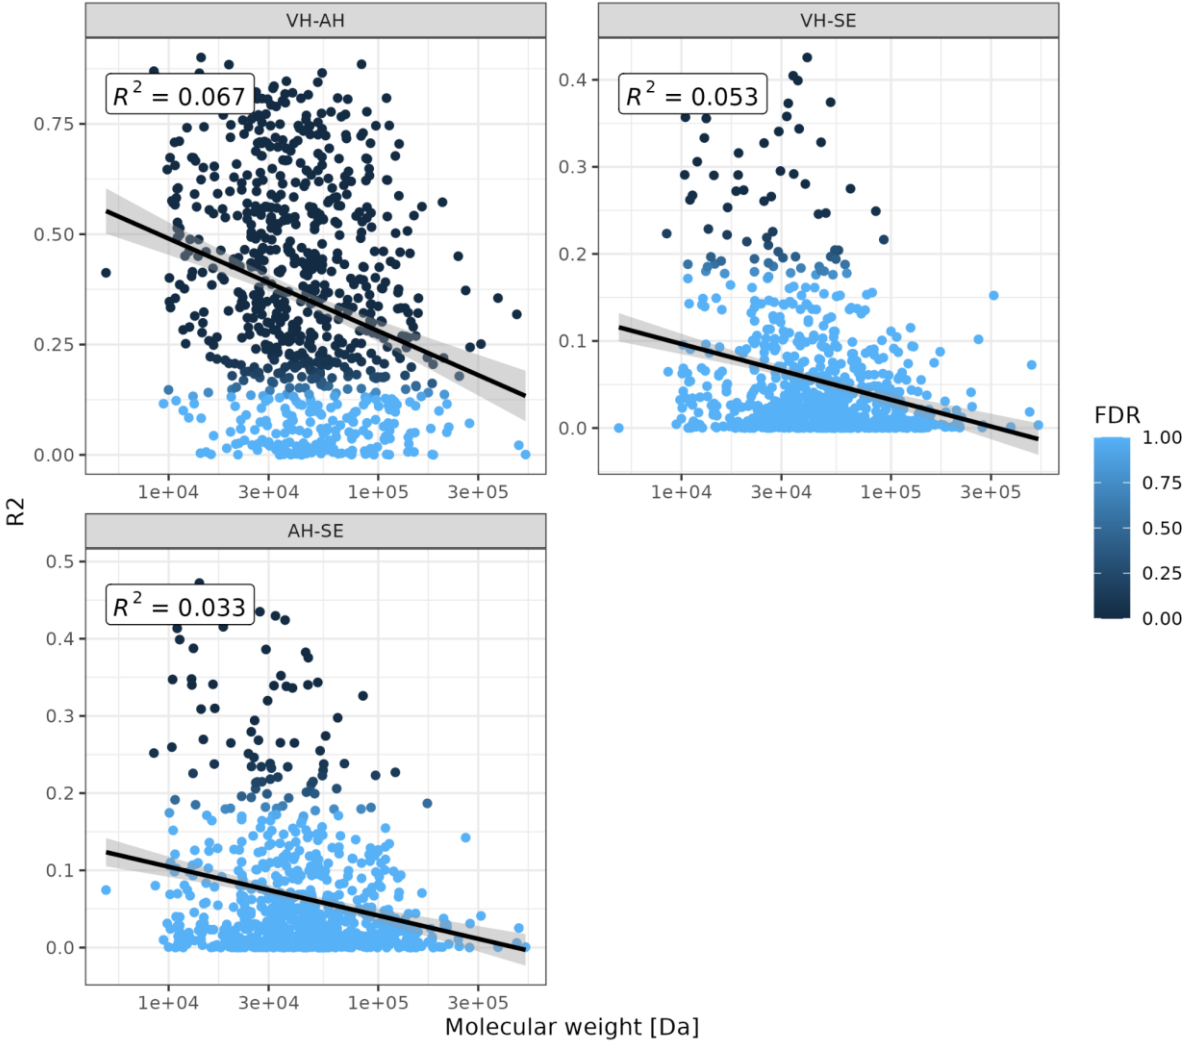 VH-AH
VH-SE
R² = 0.067
R² = 0.053
0.75
0.50
0.25
0.00
0.4
0.3
0.2
0.1
0.0
1e+04 3e+04 1e+05 3e+05
1e+04 3e+04 1e+05 3e+05
AH-SE
R² = 0.033
0.5
0.4
0.3
0.2
0.1
0.0
1e+04 3e+04 1e+05 3e+05
R2
Molecular weight [Da]
FDR
1.00
0.75
0.50
0.25
0.00